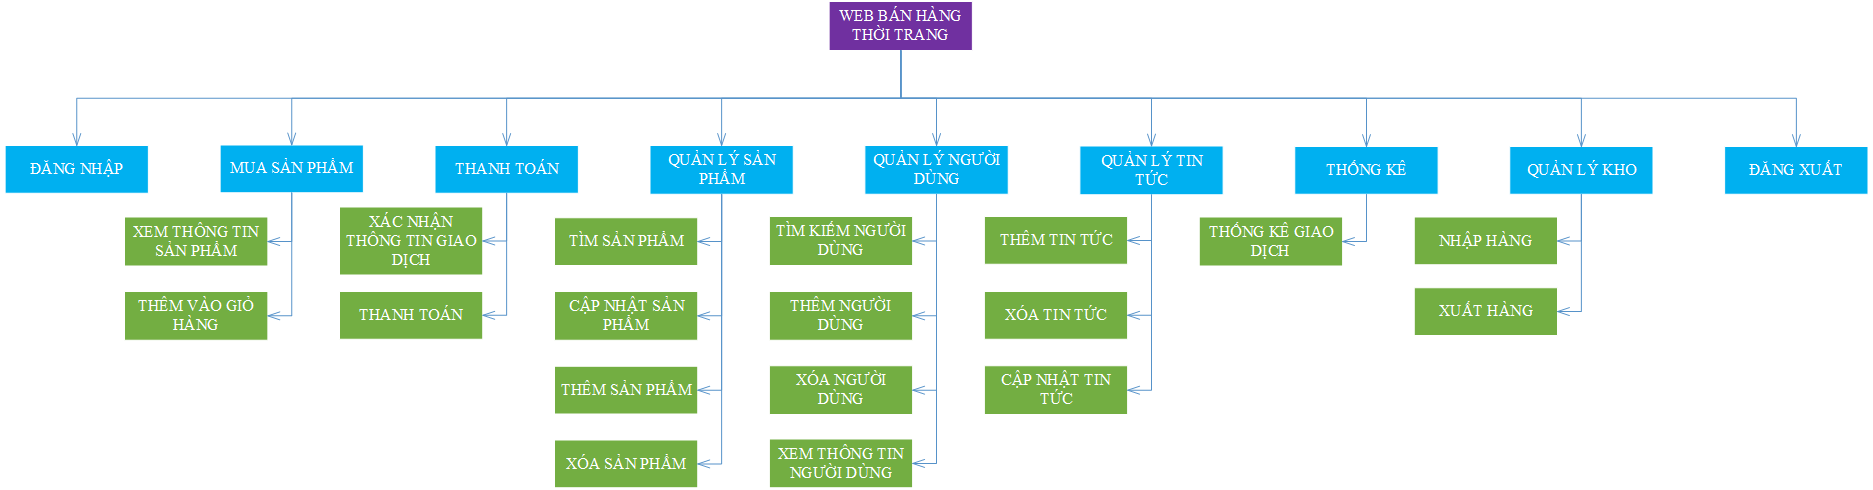 WEB BÁN HÀNG
THỜI TRANG
ĐĂNG NHẬP
MUA SẢN PHẨM
THANH TOÁN
QUẢN LÝ SẢN
PHẨM
QUẢN LÝ NGƯỜI
DÙNG
QUẢN LÝ TIN
TỨC
THỐNG KÊ
QUẢN LÝ KHO
ĐĂNG XUẤT
XEM THÔNG TIN
SẢN PHẨM
THÊM VÀO GIỎ
HÀNG
XÁC NHẬN
THÔNG TIN GIAO
DỊCH
THANH TOÁN
TÌM SẢN PHẨM
CẬP NHẬT SẢN
PHẨM
THÊM SẢN PHẨM
XÓA SẢN PHẨM
TÌM KIẾM NGƯỜI
DÙNG
THÊM NGƯỜI
DÙNG
XÓA NGƯỜI
DÙNG
XEM THÔNG TIN
NGƯỜI DÙNG
THÊM TIN TỨC
XÓA TIN TỨC
CẬP NHẬT TIN
TỨC
THỐNG KÊ GIAO
DỊCH
NHẬP HÀNG
XUẤT HÀNG